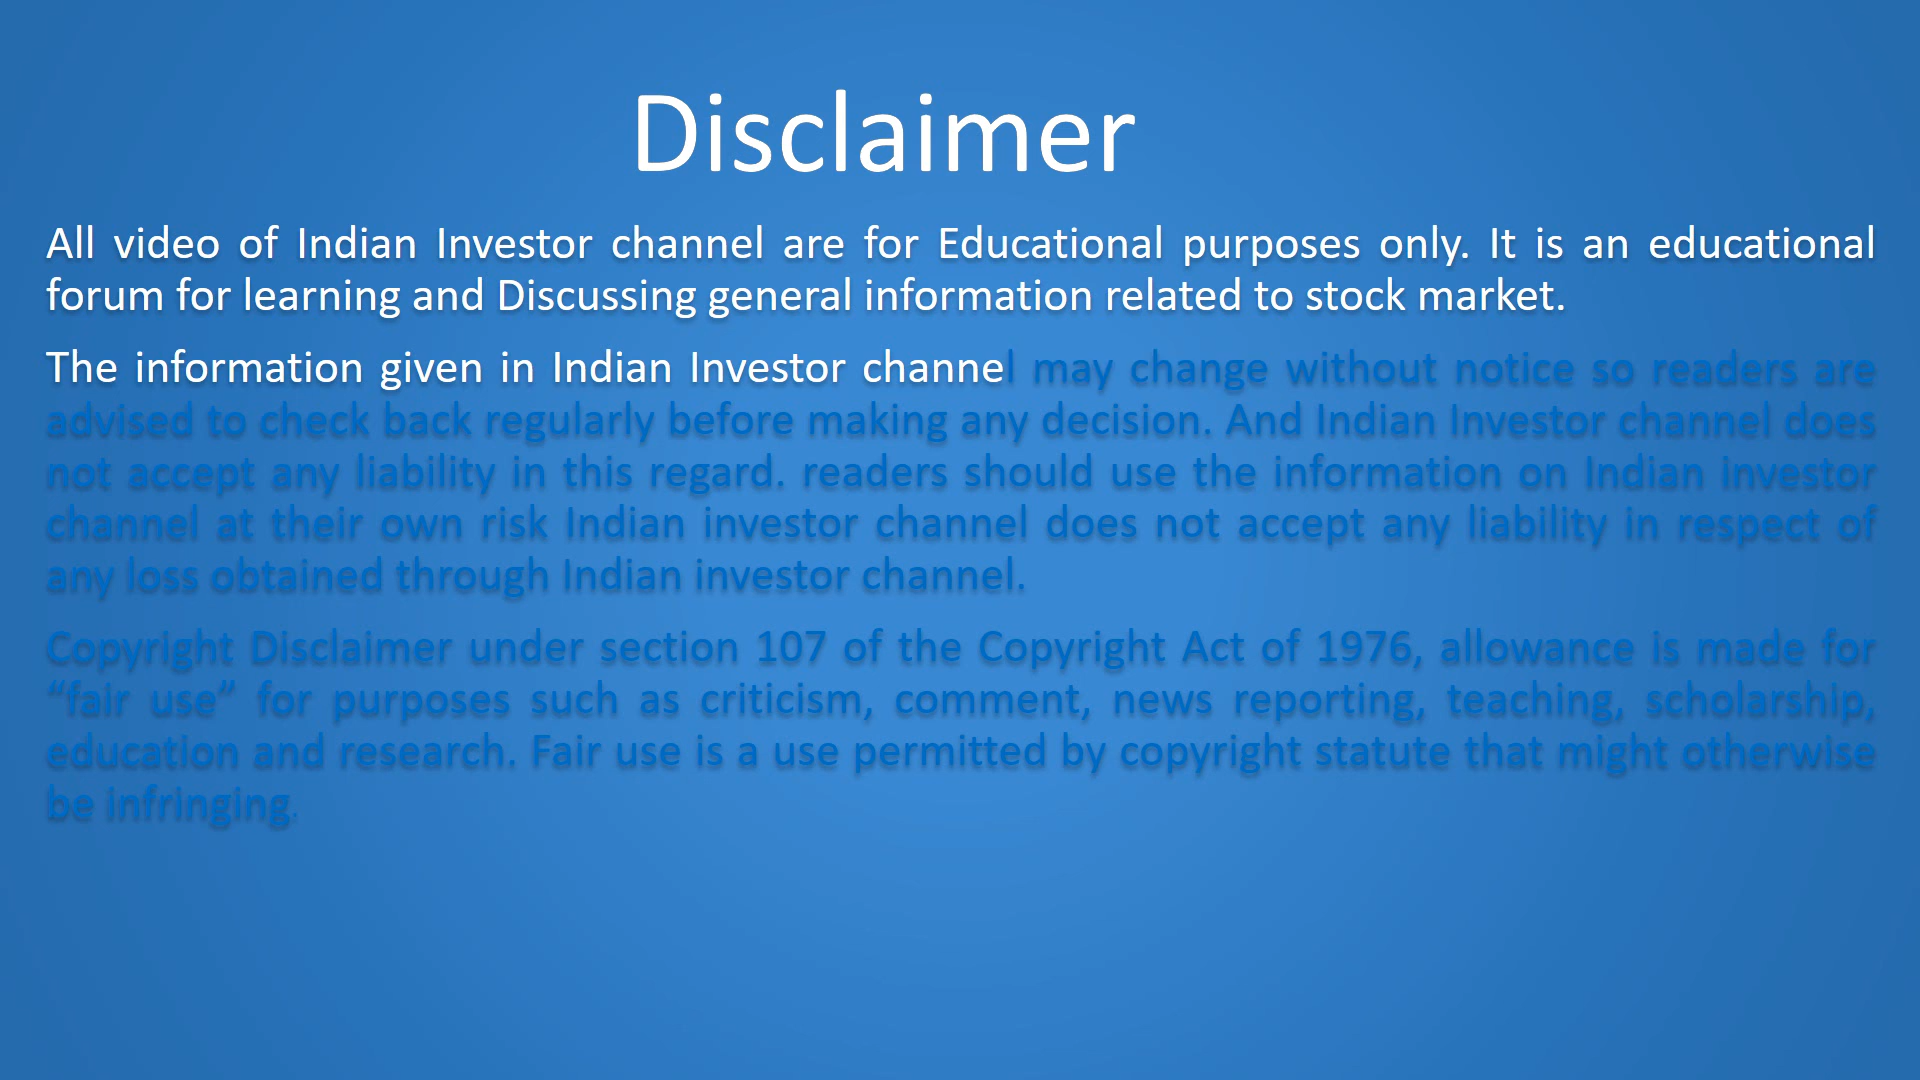 Disclaimer
All video of Indian Investor channel are for Educational purposes only. It is an educational
forum for learning and Discussing general information related to stock market.
The information given in Indian Investor channel may change without notice so readers are
advised to check back regularly before making any decision. And Indian Investor channel does
not accept any liability in this regard. readers should use the information on Indian investor
channel at their own risk Indian investor channel does not accept any liability in respect of
any loss obtained through Indian investor channel.
Copyright Disclaimer under section 107 of the Copyright Act of 1976, allowance is made for
“fair use” for purposes such as criticism, comment, news reporting, teaching, scholarship,
education and research. Fair use is a use permitted by copyright statute that might otherwise
be infringing.